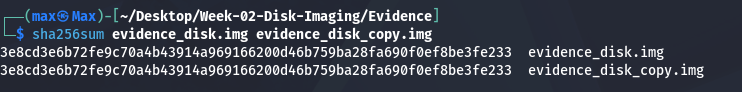 ┌──(max㉿Max)-[~/Desktop/Week-02-Disk-Imaging/Evidence]
└─$ sha256sum evidence_disk.img evidence_disk_copy.img
3e8cd3e6b72fe9c70a4b43914a969166200d46b759ba28fa690f0ef8be3fe233  evidence_disk.img
3e8cd3e6b72fe9c70a4b43914a969166200d46b759ba28fa690f0ef8be3fe233  evidence_disk_copy.img